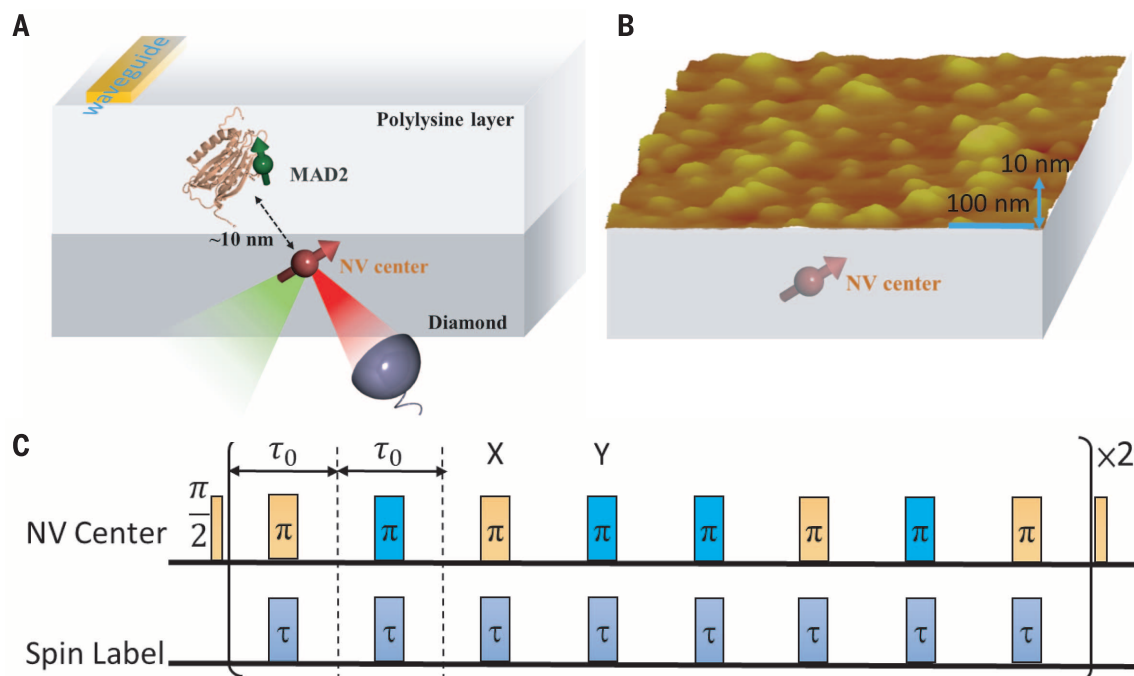 A
waveguide
Polylysine layer
MAD2
~10 nm
NV center
Diamond
B
10 nm
100 nm
NV center
C
τ₀ τ₀ X Y ×2
π/2
NV Center π π π π π π π π
Spin Label τ τ τ τ τ τ τ τ